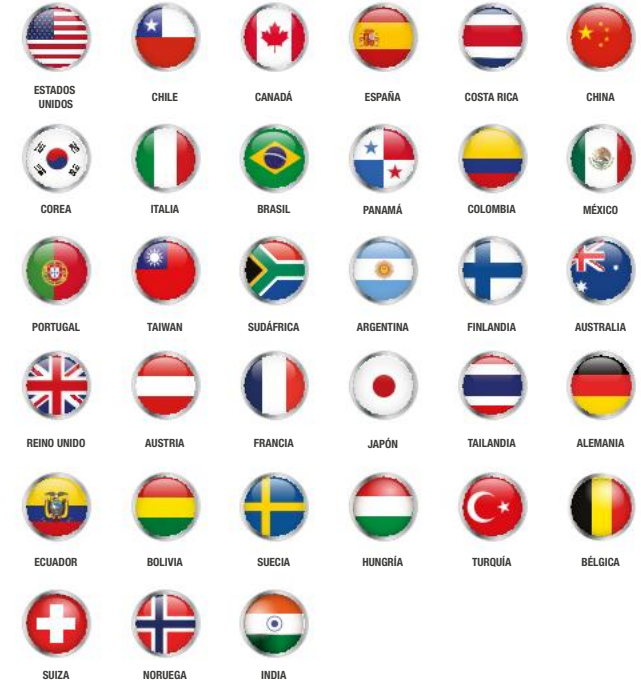 ESTADOS
UNIDOS
CHILE
CANADÁ
ESPAÑA
COSTA RICA
CHINA
COREA
ITALIA
BRASIL
PANAMÁ
COLOMBIA
MÉXICO
PORTUGAL
TAIWAN
SUDÁFRICA
ARGENTINA
FINLANDIA
AUSTRALIA
REINO UNIDO
AUSTRIA
FRANCIA
JAPÓN
TAILANDIA
ALEMANIA
ECUADOR
BOLIVIA
SUECIA
HUNGRÍA
TURQUÍA
BÉLGICA
SUIZA
NORUEGA
INDIA